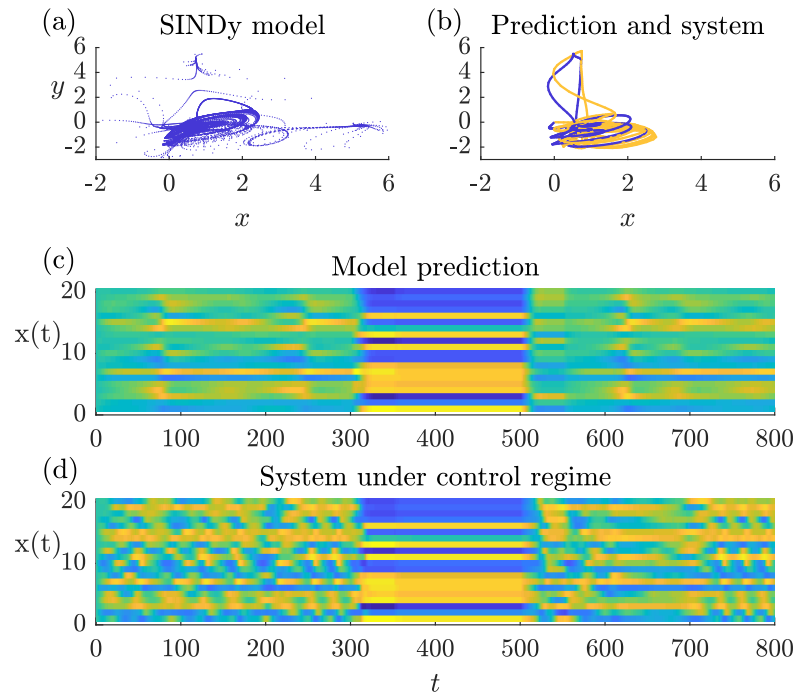 (a) SINDy model
(b) Prediction and system
6
4
2
0
-2
y
-2 0 2 4 6
x
6
4
2
0
-2
-2 0 2 4 6
x
(c) Model prediction
20
x(t) 10
0
0 100 200 300 400 500 600 700 800
(d) System under control regime
20
x(t) 10
0
0 100 200 300 400 500 600 700 800
t